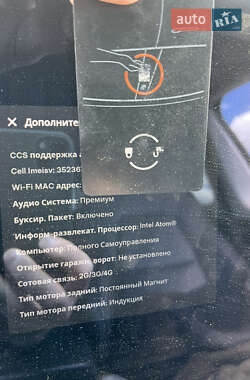 auto RIA.com
✕ Дополните
CCS поддержка а
Cell Imeisv: 35236
Wi-Fi MAC адрес:
Аудио Система: Премиум
Буксир. Пакет: Включено
Информ-развлекат. Процессор: Intel Atom®
Компьютер: Полного Самоуправления
Открытие гаражн. ворот: Не установлено
Сотовая связь: 2G/3G/4G
Тип мотора задний: Постоянный Магнит
Тип мотора передний: Индукция